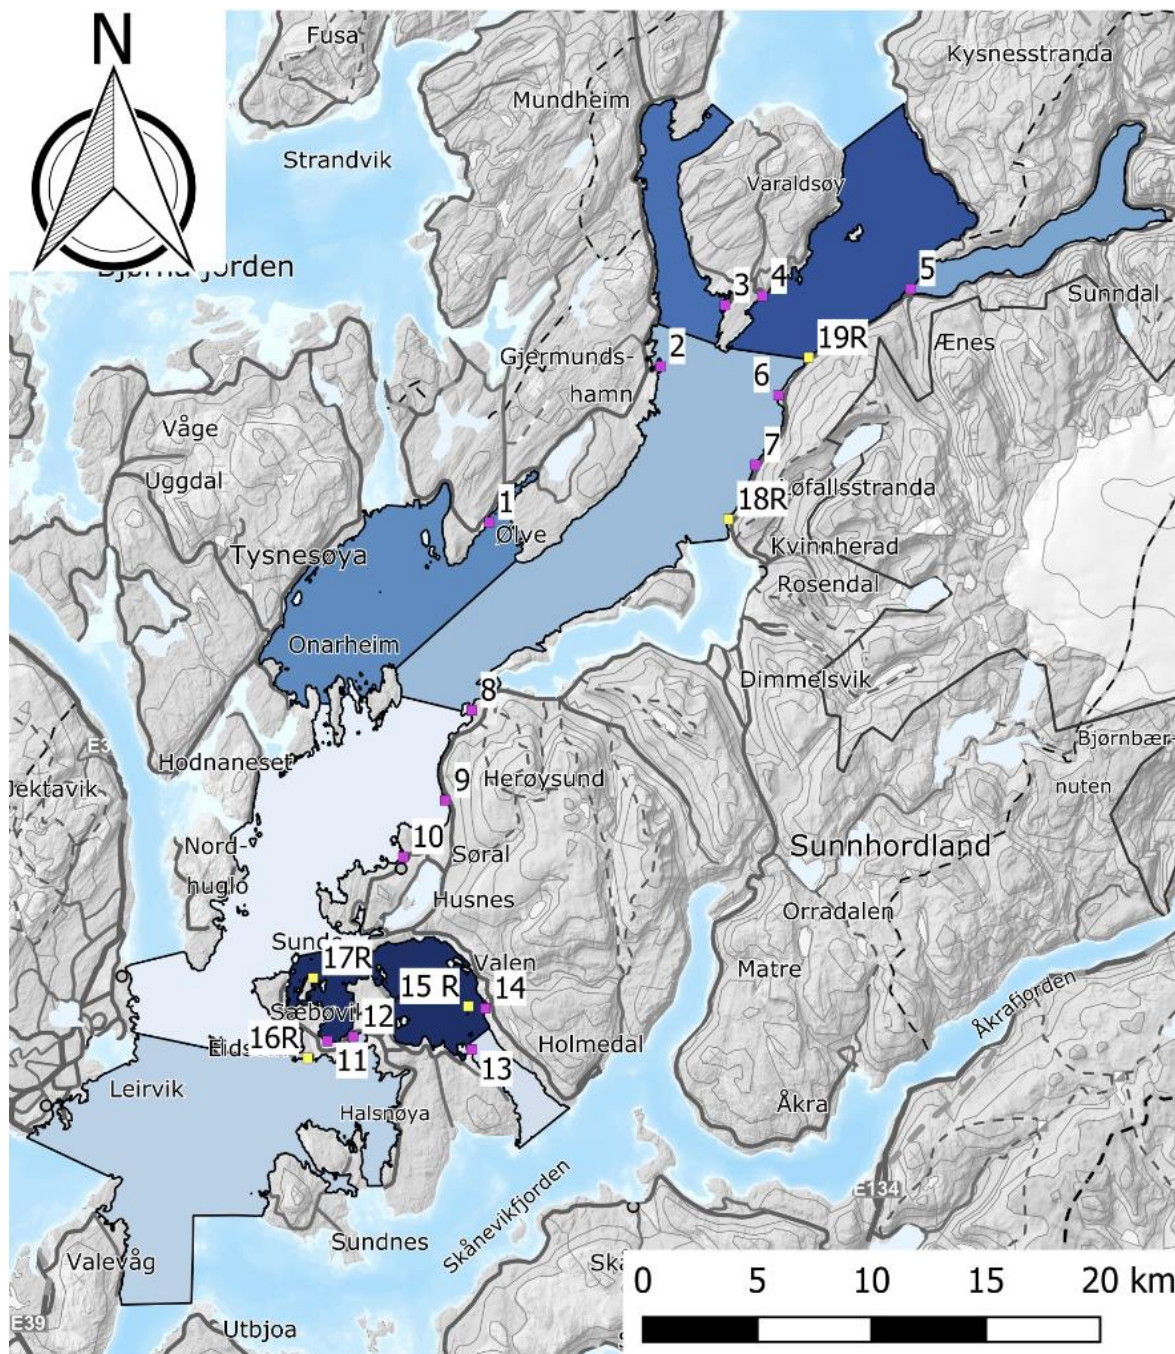 N
Fusa
Kysnesstranda
Mundheim
Strandvik
Varaldsøy
Bjørnafjorden
5
3
4
Sunndal
19R
Ænes
Gjermunds-
hamn
2
6
Våge
7
Uggdal
Løfallsstranda
1
18R
Ølve
Kvinnherad
Tysnesøya
Rosendal
Onarheim
Dimmelsvik
8
Bjørnbær-
nuten
Hodnaneset
Herøysund
9
Jektavik
10
Sunnhordland
Nord-
huglo
Søral
Husnes
Orradalen
17R
Valen
Matre
15 R
14
Sæbøvik
12
Åkrafjorden
16R
Holmedal
11
13
Leirvik
Åkra
Halsnøya
E134
Skånevikfjorden
Sundnes
Valevåg
0 5 10 15 20 km
E39
Utbjoa